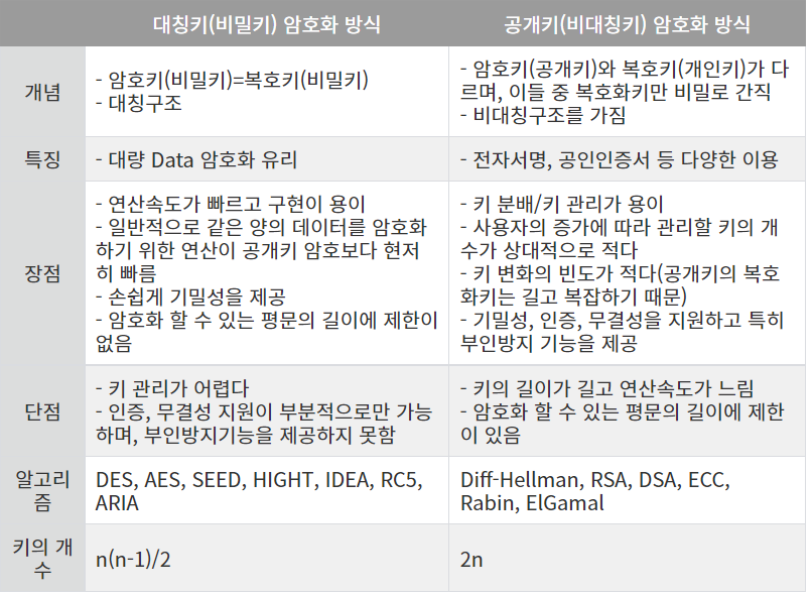 대칭키(비밀키) 암호화 방식
공개키(비대칭키) 암호화 방식
개념
- 암호키(비밀키)=복호키(비밀키)
- 대칭구조
- 암호키(공개키)와 복호키(개인키)가 다
르며, 이들 중 복호화키만 비밀로 간직
- 비대칭구조를 가짐
특징
- 대량 Data 암호화 유리
- 전자서명, 공인인증서 등 다양한 이용
장점
- 연산속도가 빠르고 구현이 용이
- 일반적으로 같은 양의 데이터를 암호화
하기 위한 연산이 공개키 암호보다 현저
히 빠름
- 손쉽게 기밀성을 제공
- 암호화 할 수 있는 평문의 길이에 제한이
없음
- 키 분배/키 관리가 용이
- 사용자의 증가에 따라 관리할 키의 개
수가 상대적으로 적다
- 키 변화의 빈도가 적다(공개키의 복호
화키는 길고 복잡하기 때문)
- 기밀성, 인증, 무결성을 지원하고 특히
부인방지 기능을 제공
단점
- 키 관리가 어렵다
- 인증, 무결성 지원이 부분적으로만 가능
하며, 부인방지기능을 제공하지 못함
- 키의 길이가 길고 연산속도가 느림
- 암호화 할 수 있는 평문의 길이에 제한
이 있음
알고리
즘
DES, AES, SEED, HIGHT, IDEA, RC5,
ARIA
Diff-Hellman, RSA, DSA, ECC,
Rabin, ElGamal
키의 개
수
n(n-1)/2
2n